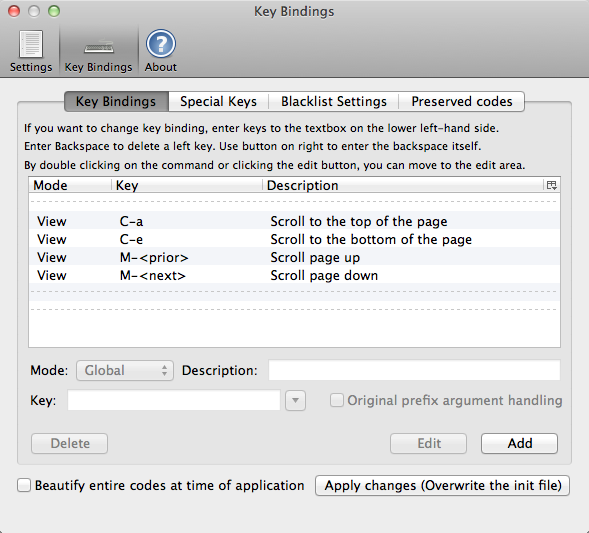 Key Bindings
Settings Key Bindings About
Key Bindings Special Keys Blacklist Settings Preserved codes
If you want to change key binding, enter keys to the textbox on the lower left-hand side.
Enter Backspace to delete a left key. Use button on right to enter the backspace itself.
By double clicking on the command or clicking the edit button, you can move to the edit area.
Mode Key Description
View C-a Scroll to the top of the page
View C-e Scroll to the bottom of the page
View M-<prior> Scroll page up
View M-<next> Scroll page down
Mode: Global Description:
Key: Original prefix argument handling
Delete Edit Add
Beautify entire codes at time of application Apply changes (Overwrite the init file)